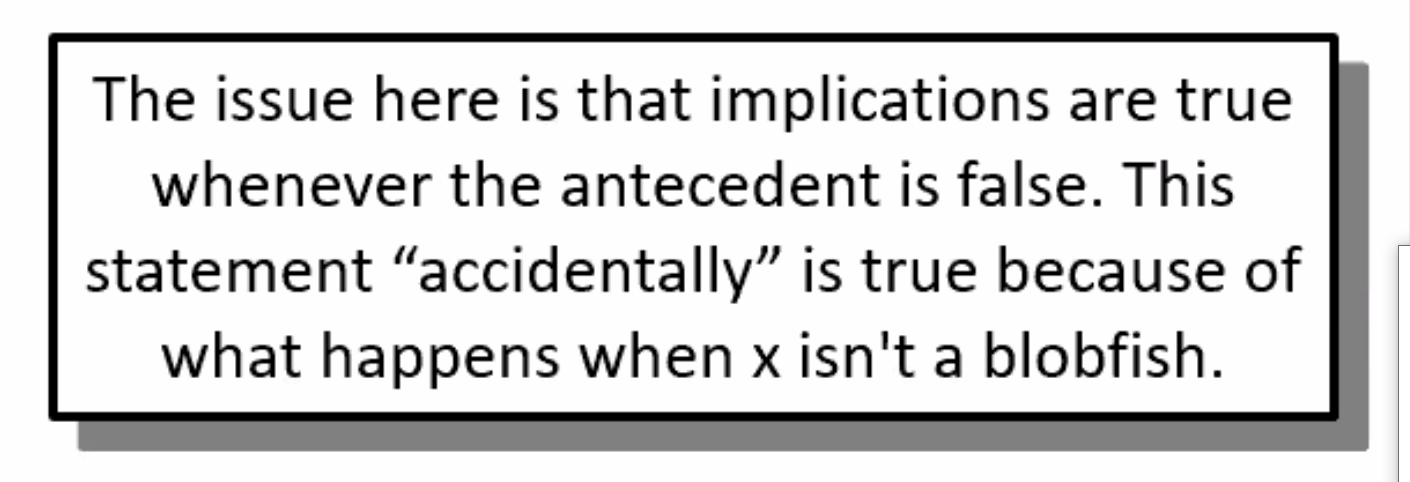 The issue here is that implications are true
whenever the antecedent is false. This
statement “accidentally” is true because of
what happens when x isn't a blobfish.